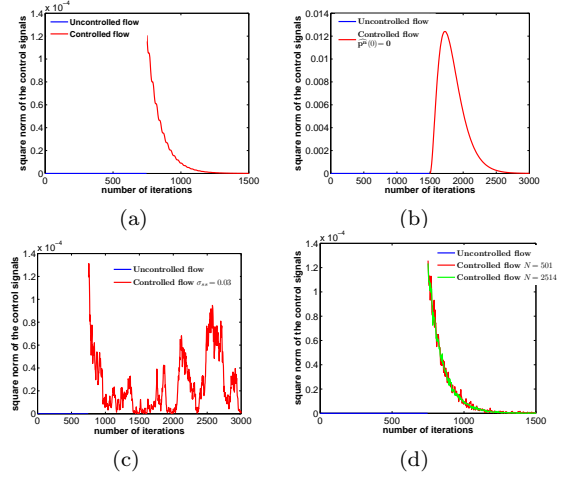 x 10⁻⁴
square norm of the control signals
1.4
1.2
1
0.8
0.6
0.4
0.2
0
Uncontrolled flow
Controlled flow
0
500
1000
1500
number of iterations
(a)
square norm of the control signals
0.014
0.012
0.01
0.008
0.006
0.004
0.002
0
Uncontrolled flow
Controlled flow
0
500
1000
1500
2000
2500
3000
number of iterations
(b)
x 10⁻⁴
square norm of the control signals
1.4
1.2
1
0.8
0.6
0.4
0.2
0
Uncontrolled flow
Controlled flow σss = 0.03
0
500
1000
1500
2000
2500
3000
number of iterations
(c)
x 10⁻⁴
square norm of the control signals
1.4
1.2
1
0.8
0.6
0.4
0.2
0
Uncontrolled flow
Controlled flow N = 501
Controlled flow N = 2514
0
500
1000
1500
number of iterations
(d)